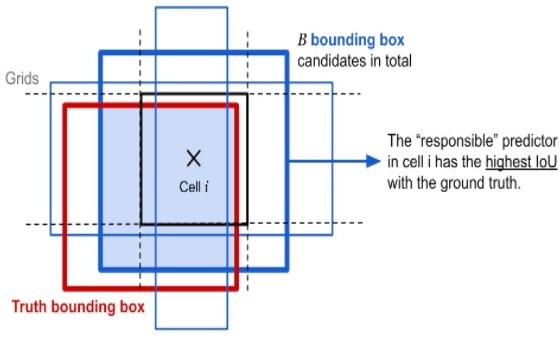 B bounding box
candidates in total
Grids
The “responsible” predictor
in cell i has the highest IoU
with the ground truth.
Cell i
Truth bounding box